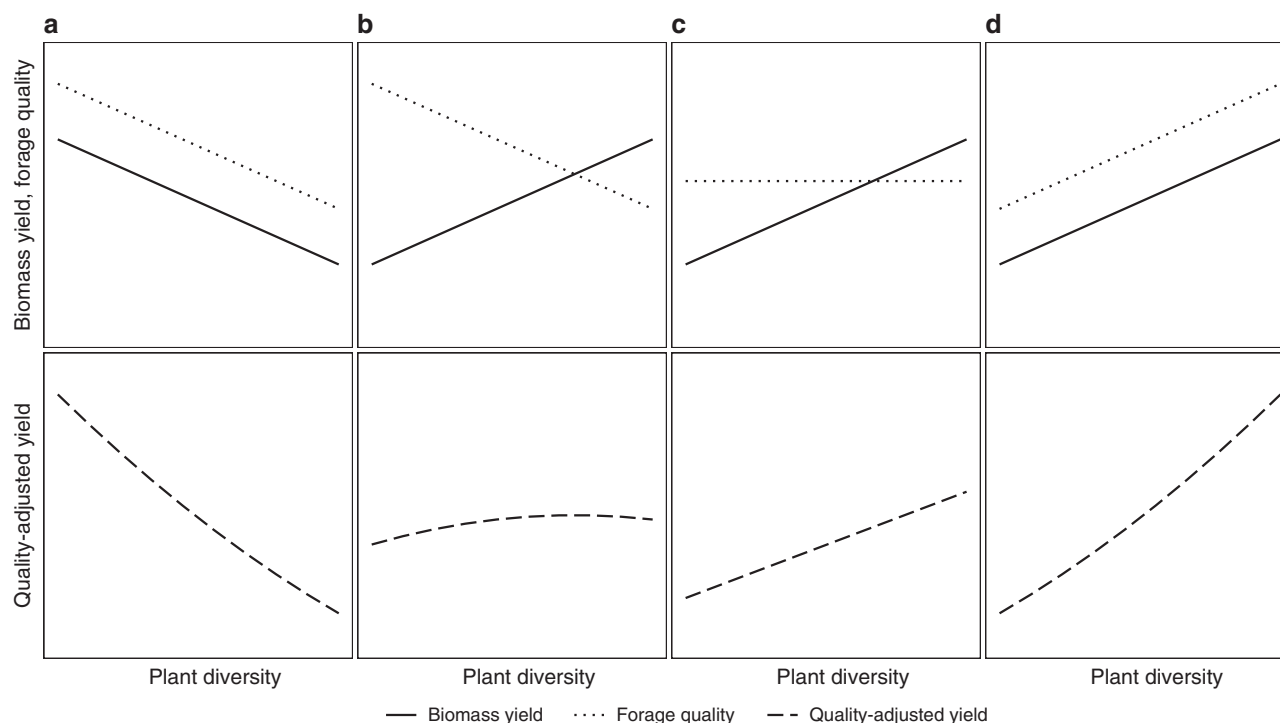 a b c d
Biomass yield, forage quality
Quality-adjusted yield
Plant diversity Plant diversity Plant diversity Plant diversity
Biomass yield Forage quality Quality-adjusted yield